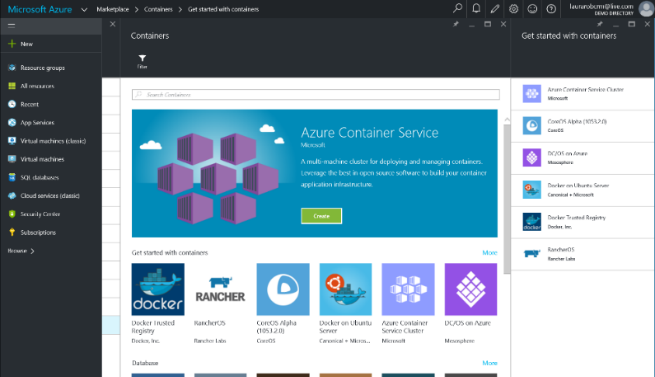 Microsoft Azure
Marketplace > Containers > Get started with containers
laurarobcmr@live.com
DEMO DIRECTORY
New
Resource groups
All resources
Recent
App Services
Virtual machines (classic)
Virtual machines
SQL databases
Cloud services (classic)
Security Center
Subscriptions
Browse >
Containers
Filter
Search Containers
Azure Container Service
Microsoft
A multi-machine cluster for deploying and managing containers.
Leverage the best in open source software to build your container
application infrastructure.
Create
Get started with containers
More
docker
RANCHER
Docker Trusted Registry
Docker, Inc.
RancherOS
Rancher Labs
CoreOS Alpha (1053.2.0)
CoreOS
Docker on Ubuntu Server
Canonical + Micros...
Azure Container Service Cluster
Microsoft
DC/OS on Azure
Mesosphere
Database
More
Get started with containers
Azure Container Service Cluster
Microsoft
CoreOS Alpha (1053.2.0)
CoreOS
DC/OS on Azure
Mesosphere
Docker on Ubuntu Server
Canonical + Microsoft
Docker Trusted Registry
Docker, Inc.
RancherOS
Rancher Labs